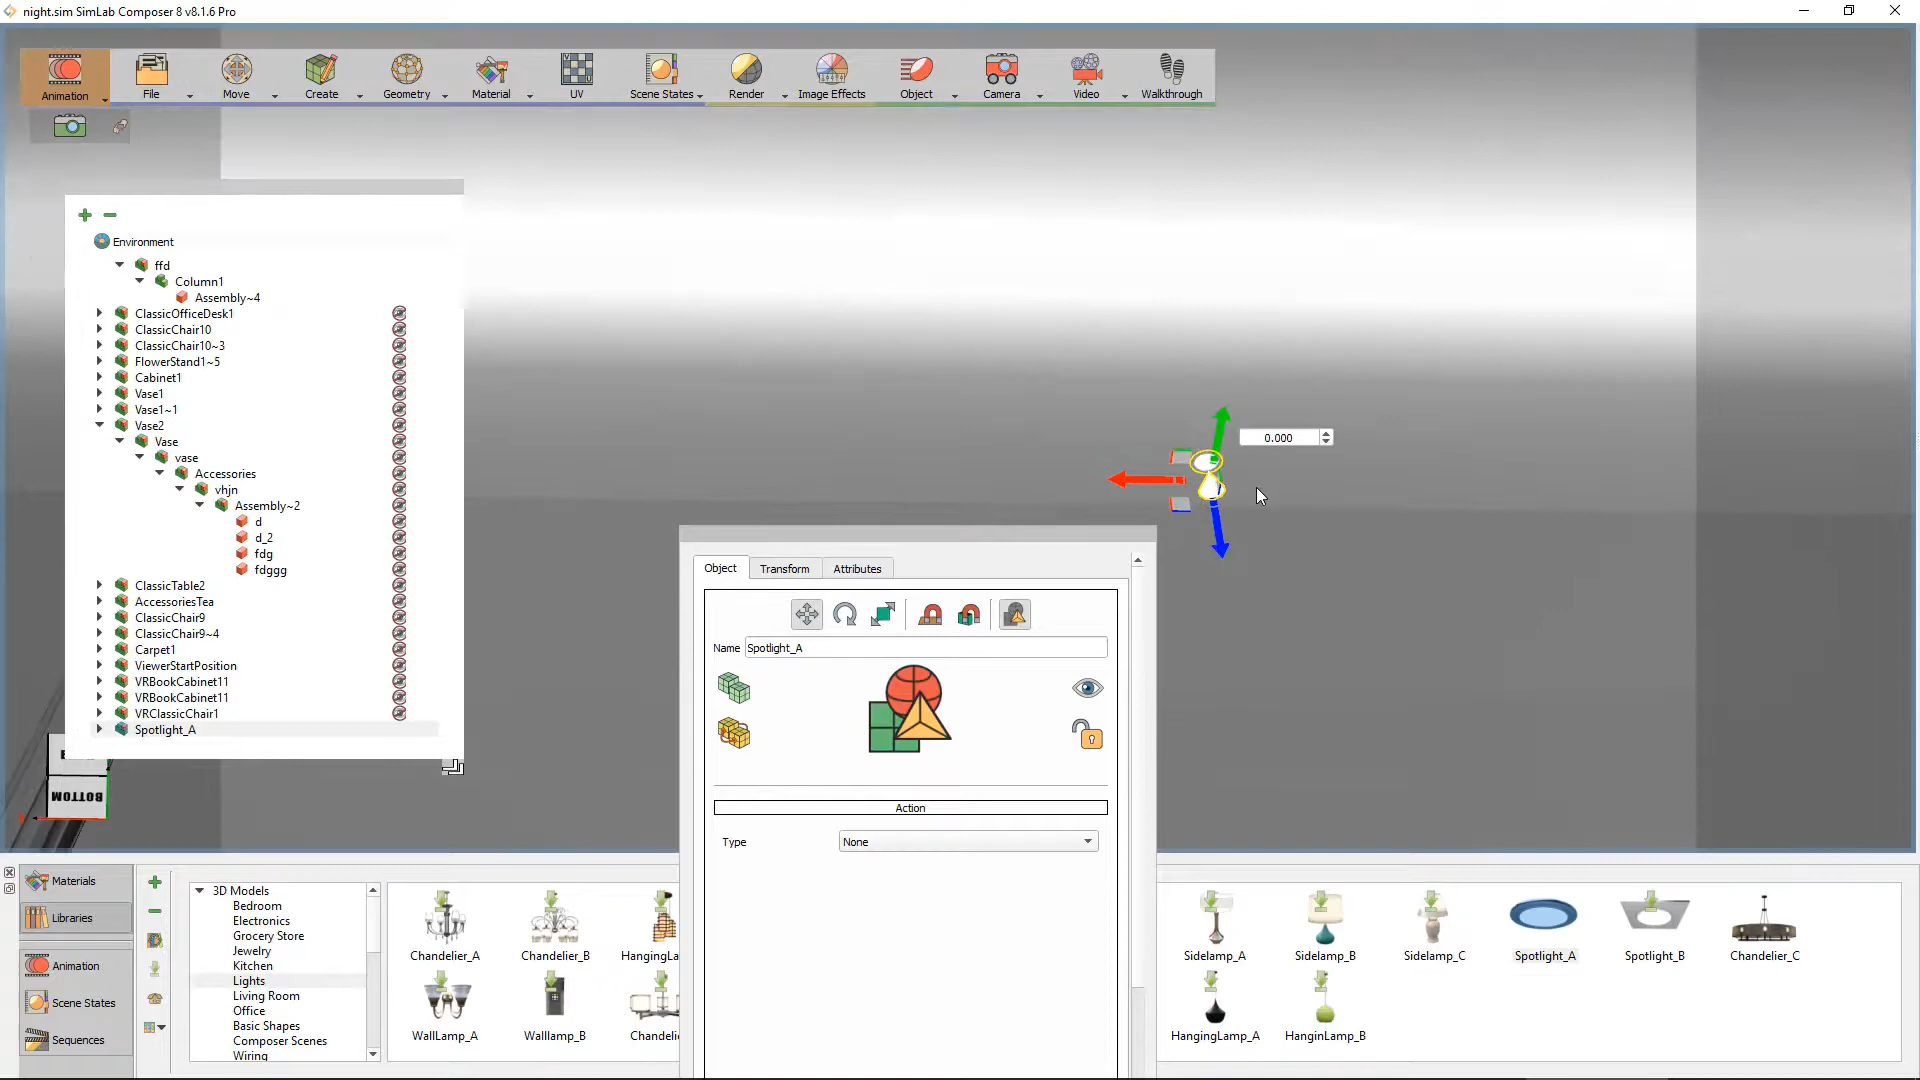 night.sim SimLab Composer 8 v8.1.6 Pro
Animation
File
Move
Create
Geometry
Material
UV
Scene States
Render
Image Effects
Object
Camera
Video
Walkthrough
Environment
ffd
Column1
Assembly~4
ClassicOfficeDesk1
ClassicChair10
ClassicChair10~3
FlowerStand1~5
Cabinet1
Vase1
Vase1~1
Vase2
Vase
vase
Accessories
vhjn
Assembly~2
d
d_2
fdg
fdggg
ClassicTable2
AccessoriesTea
ClassicChair9
ClassicChair9~4
Carpet1
ViewerStartPosition
VRBookCabinet11
VRBookCabinet11
VRClassicChair1
Spotlight_A
BOTTOM
0.000
Object
Transform
Attributes
Name
Spotlight_A
Action
Type
None
Materials
Libraries
Animation
Scene States
Sequences
3D Models
Bedroom
Electronics
Grocery Store
Jewelry
Kitchen
Lights
Living Room
Office
Basic Shapes
Composer Scenes
Wiring
Chandelier_A
Chandelier_B
HangingLa
Sidelamp_A
Sidelamp_B
Sidelamp_C
Spotlight_A
Spotlight_B
Chandelier_C
WallLamp_A
Walllamp_B
Chandelie
HangingLamp_A
HanginLamp_B